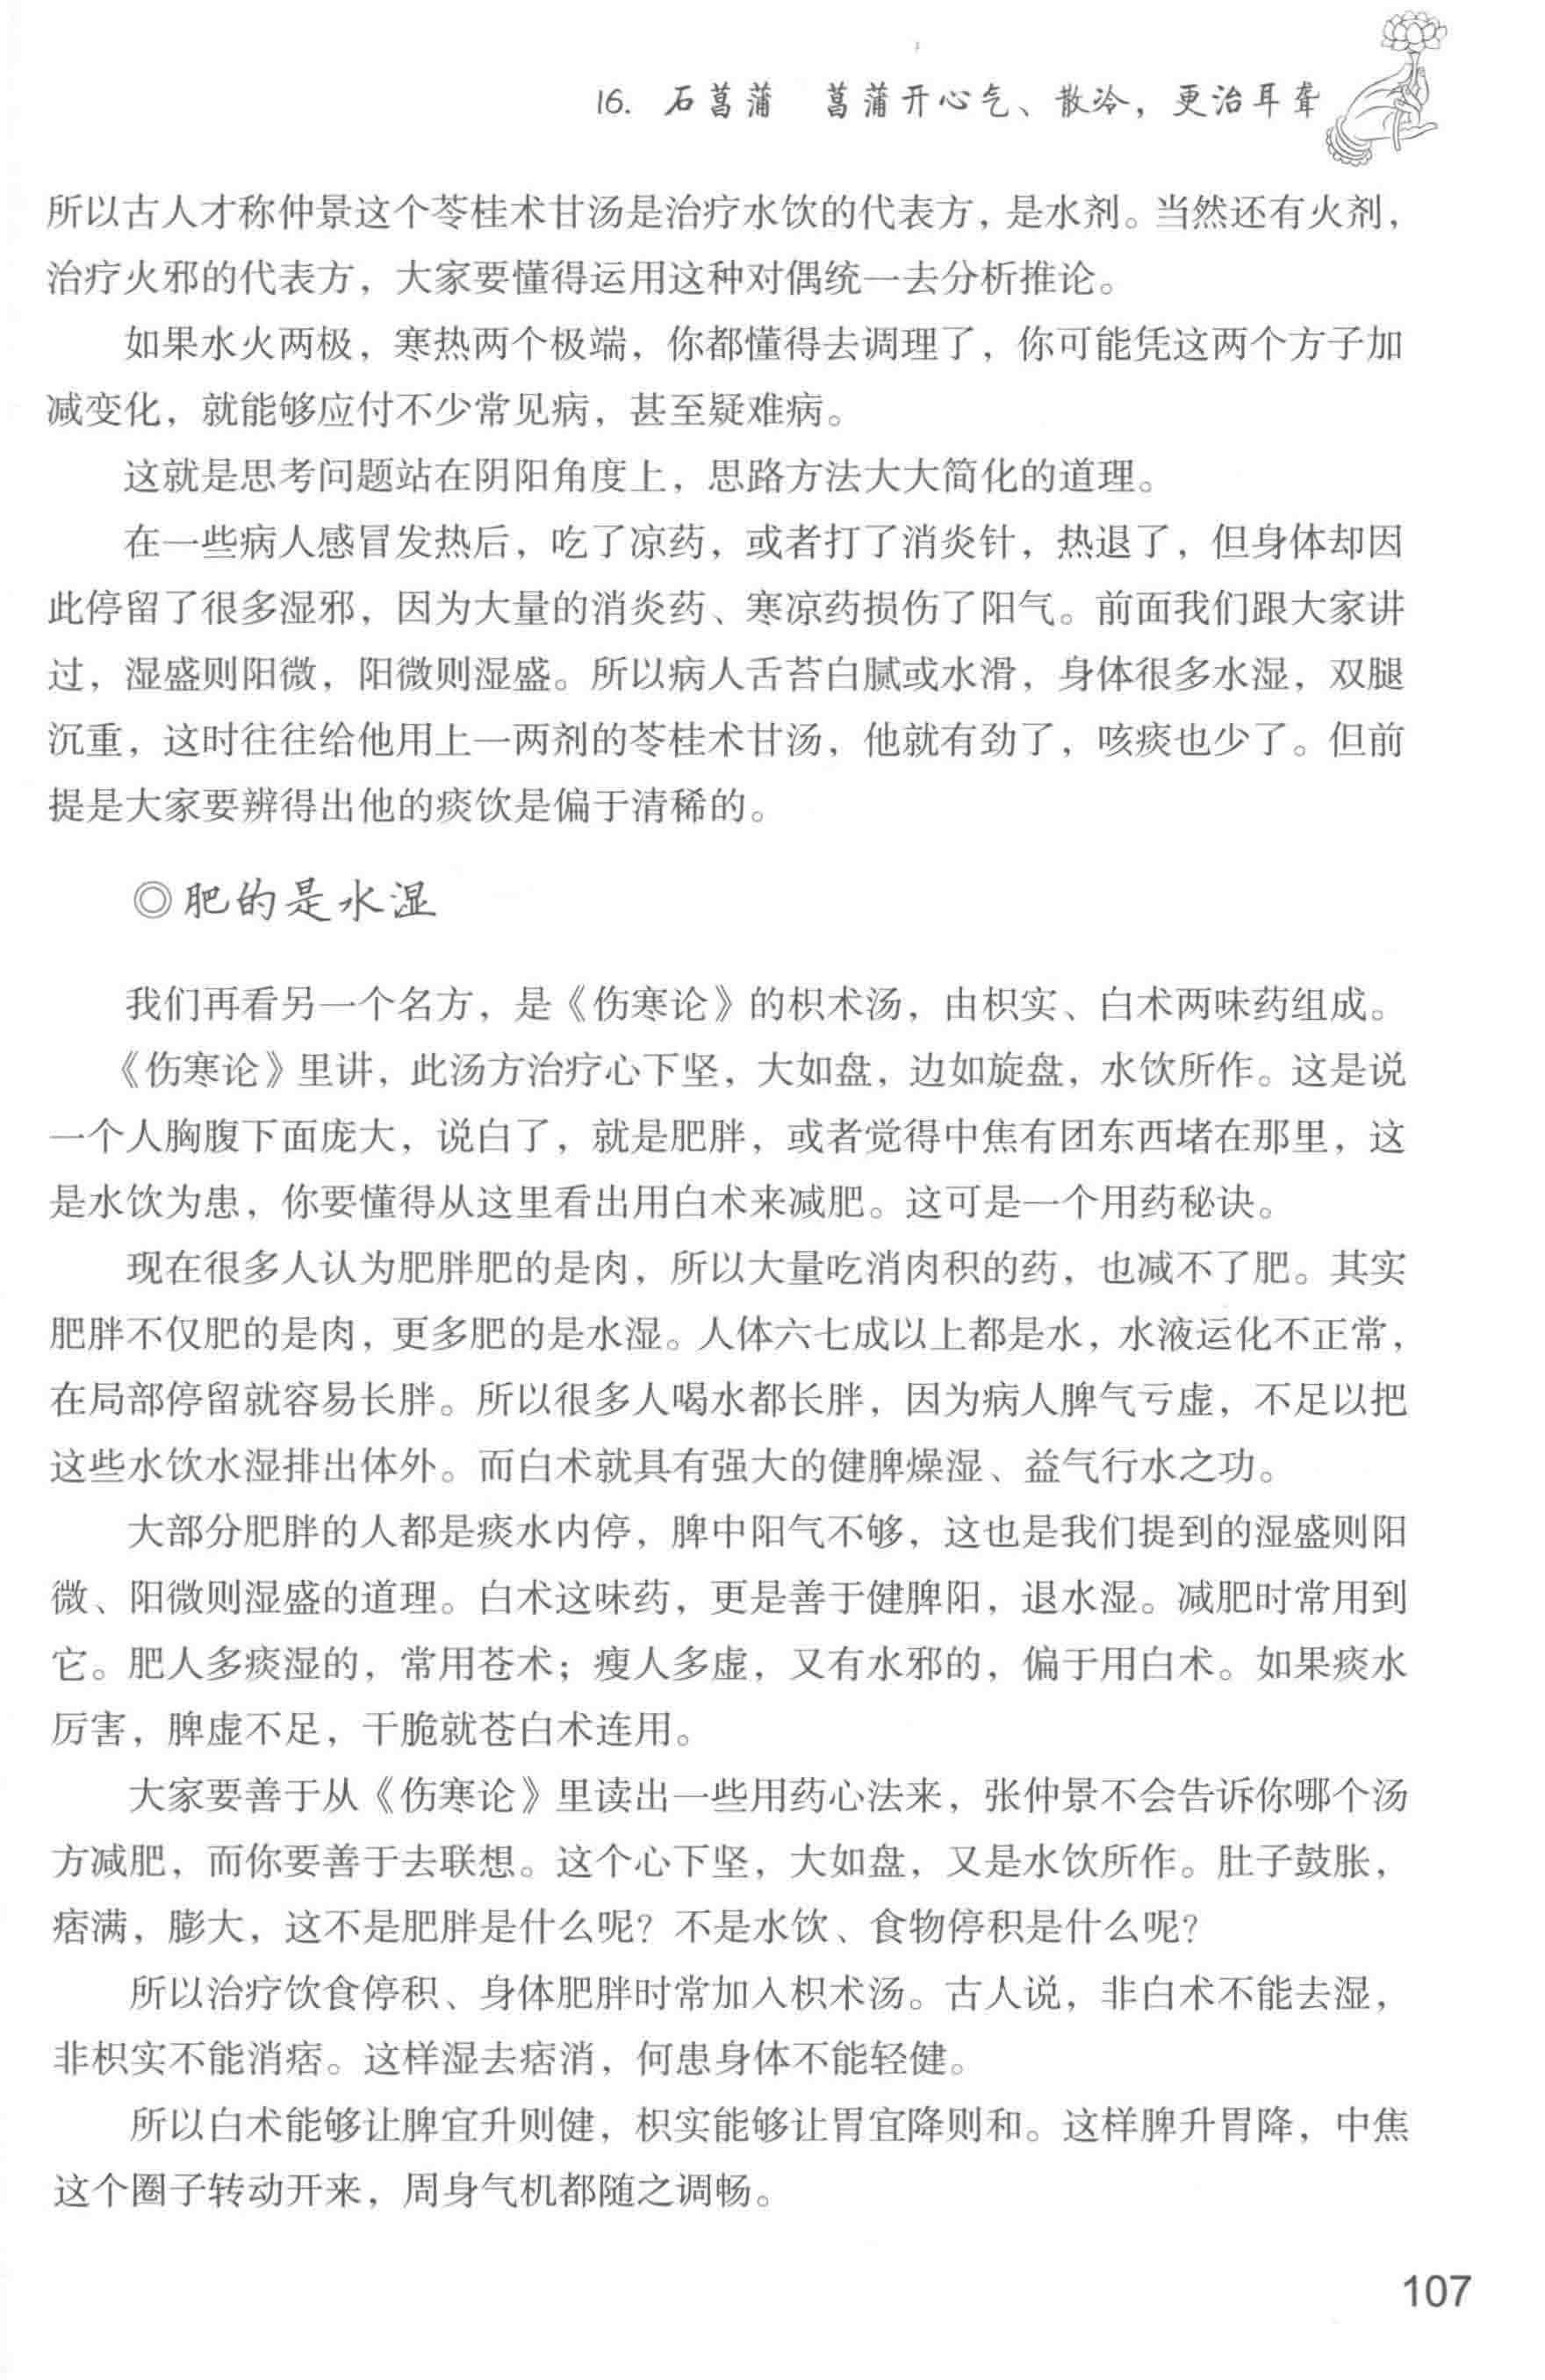 16. 石菖蒲 菖蒲开心气、散冷，更治耳聋
所以古人才称仲景这个苓桂术甘汤是治疗水饮的代表方，是水剂。当然还有火剂，
治疗火邪的代表方，大家要懂得运用这种对偶统一去分析推论。
如果水火两极，寒热两个极端，你都懂得去调理了，你可能凭这两个方子加
减变化，就能够应付不少常见病，甚至疑难病。
这就是思考问题站在阴阳角度上，思路方法大大简化的道理。
在一些病人感冒发热后，吃了凉药，或者打了消炎针，热退了，但身体却因
此停留了很多湿邪，因为大量的消炎药、寒凉药损伤了阳气。前面我们跟大家讲
过，湿盛则阳微，阳微则湿盛。所以病人舌苔白腻或水滑，身体很多水湿，双腿
沉重，这时往往给他用上一两剂的苓桂术甘汤，他就有劲了，咳痰也少了。但前
提是大家要辨得出他的痰饮是偏于清稀的。
◎肥的是水湿
我们再看另一个名方，是《伤寒论》的枳术汤，由枳实、白术两味药组成。
《伤寒论》里讲，此汤方治疗心下坚，大如盘，边如旋盘，水饮所作。这是说
一个人胸腹下面庞大，说白了，就是肥胖，或者觉得中焦有团东西堵在那里，这
是水饮为患，你要懂得从这里看出用白术来减肥。这可是一个用药秘诀。
现在很多人认为肥胖肥的是肉，所以大量吃消肉积的药，也减不了肥。其实
肥胖不仅肥的是肉，更多肥的是水湿。人体六七成以上都是水，水液运化不正常，
在局部停留就容易长胖。所以很多人喝水都长胖，因为病人脾气亏虚，不足以把
这些水饮水湿排出体外。而白术就具有强大的健脾燥湿、益气行水之功。
大部分肥胖的人都是痰水内停，脾中阳气不够，这也是我们提到的湿盛则阳
微、阳微则湿盛的道理。白术这味药，更是善于健脾阳，退水湿。减肥时常用到
它。肥人多痰湿的，常用苍术；瘦人多虚，又有水邪的，偏于用白术。如果痰水
厉害，脾虚不足，干脆就苍白术连用。
大家要善于从《伤寒论》里读出一些用药心法来，张仲景不会告诉你哪个汤
方减肥，而你要善于去联想。这个心下坚，大如盘，又是水饮所作。肚子鼓胀，
痞满，膨大，这不是肥胖是什么呢？不是水饮、食物停积是什么呢？
所以治疗饮食停积、身体肥胖时常加入枳术汤。古人说，非白术不能去湿，
非枳实不能消痞。这样湿去痞消，何患身体不能轻健。
所以白术能够让脾宜升则健，枳实能够让胃宜降则和。这样脾升胃降，中焦
这个圈子转动开来，周身气机都随之调畅。
107